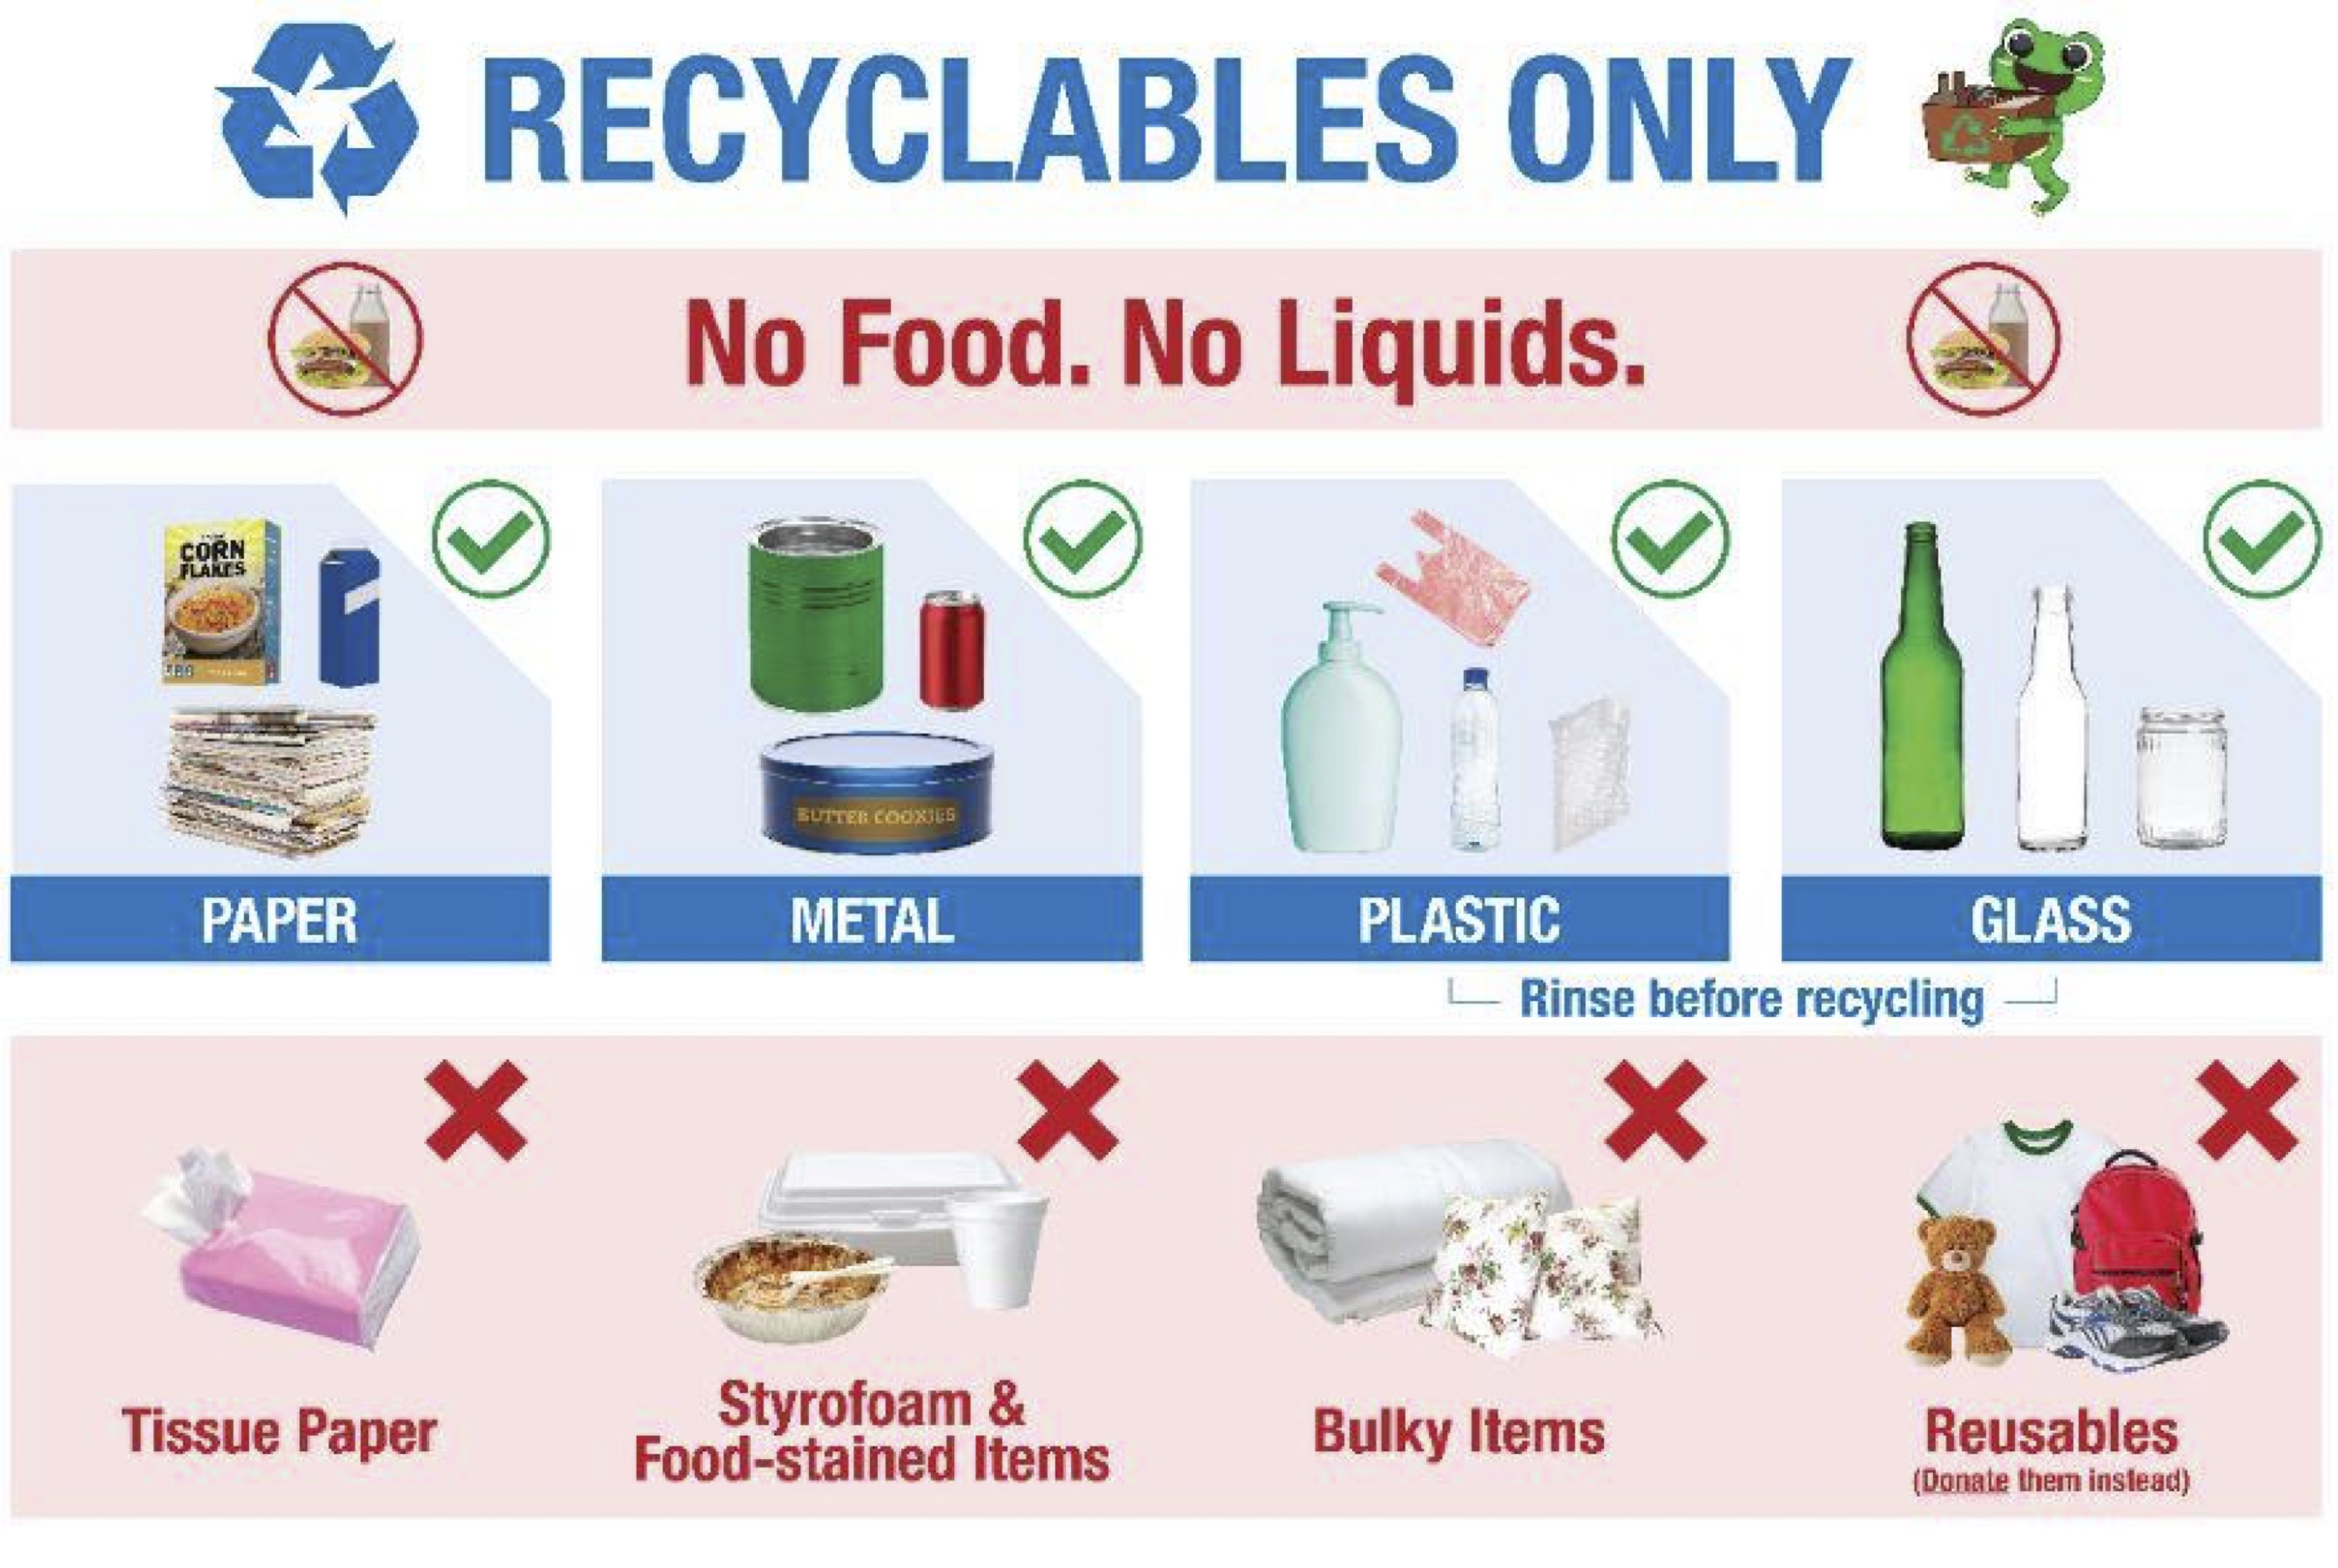 RECYCLABLES ONLY
No Food. No Liquids.
CORN
FLAKES
BUTTER COOKIES
PAPER
METAL
PLASTIC
GLASS
Rinse before recycling
Tissue Paper
Styrofoam &
Food-stained Items
Bulky Items
Reusables
(Donate them instead)